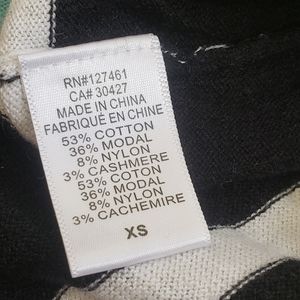 RN#127461
CA# 30427
MADE IN CHINA
FABRIQUÉ EN CHINE
53% COTTON
36% MODAL
8% NYLON
3% CASHMERE
53% COTON
36% MODAL
8% NYLON
3% CACHEMIRE
XS